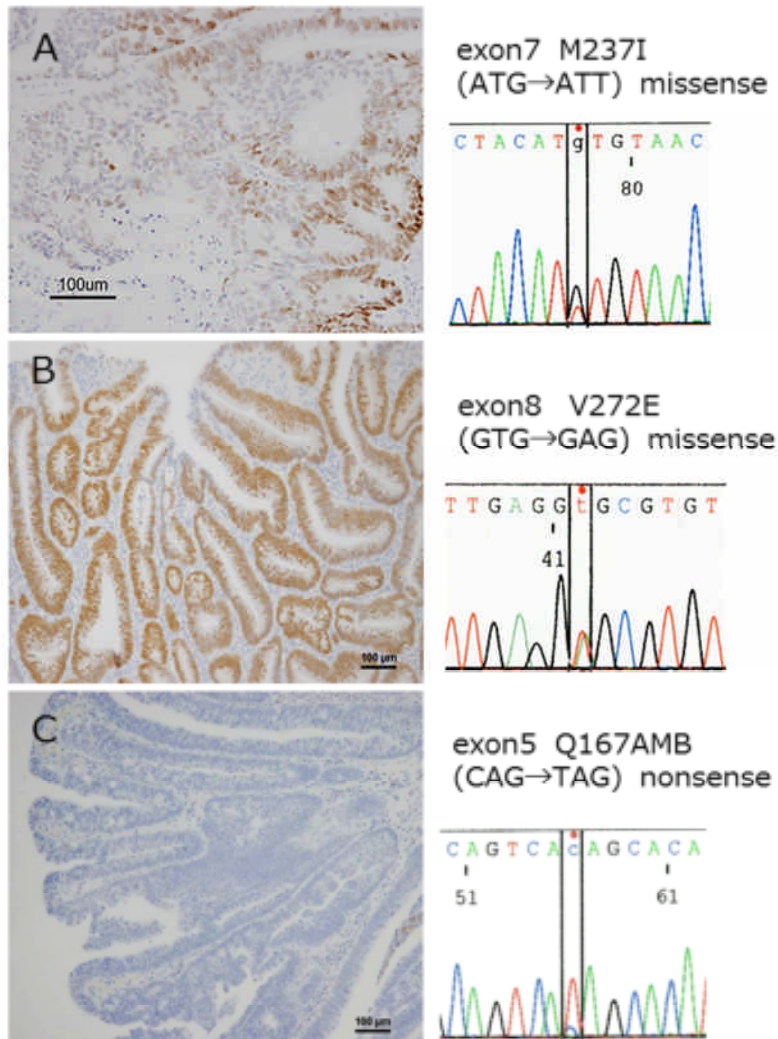 A
100um
exon7 M237I
(ATG→ATT) missense
CTACATgTGTAAC
80
B
100 μm
exon8 V272E
(GTG→GAG) missense
TTGAGGtGCGTGT
41
C
100 μm
exon5 Q167AMB
(CAG→TAG) nonsense
CAGTCAcAGCACA
51 61